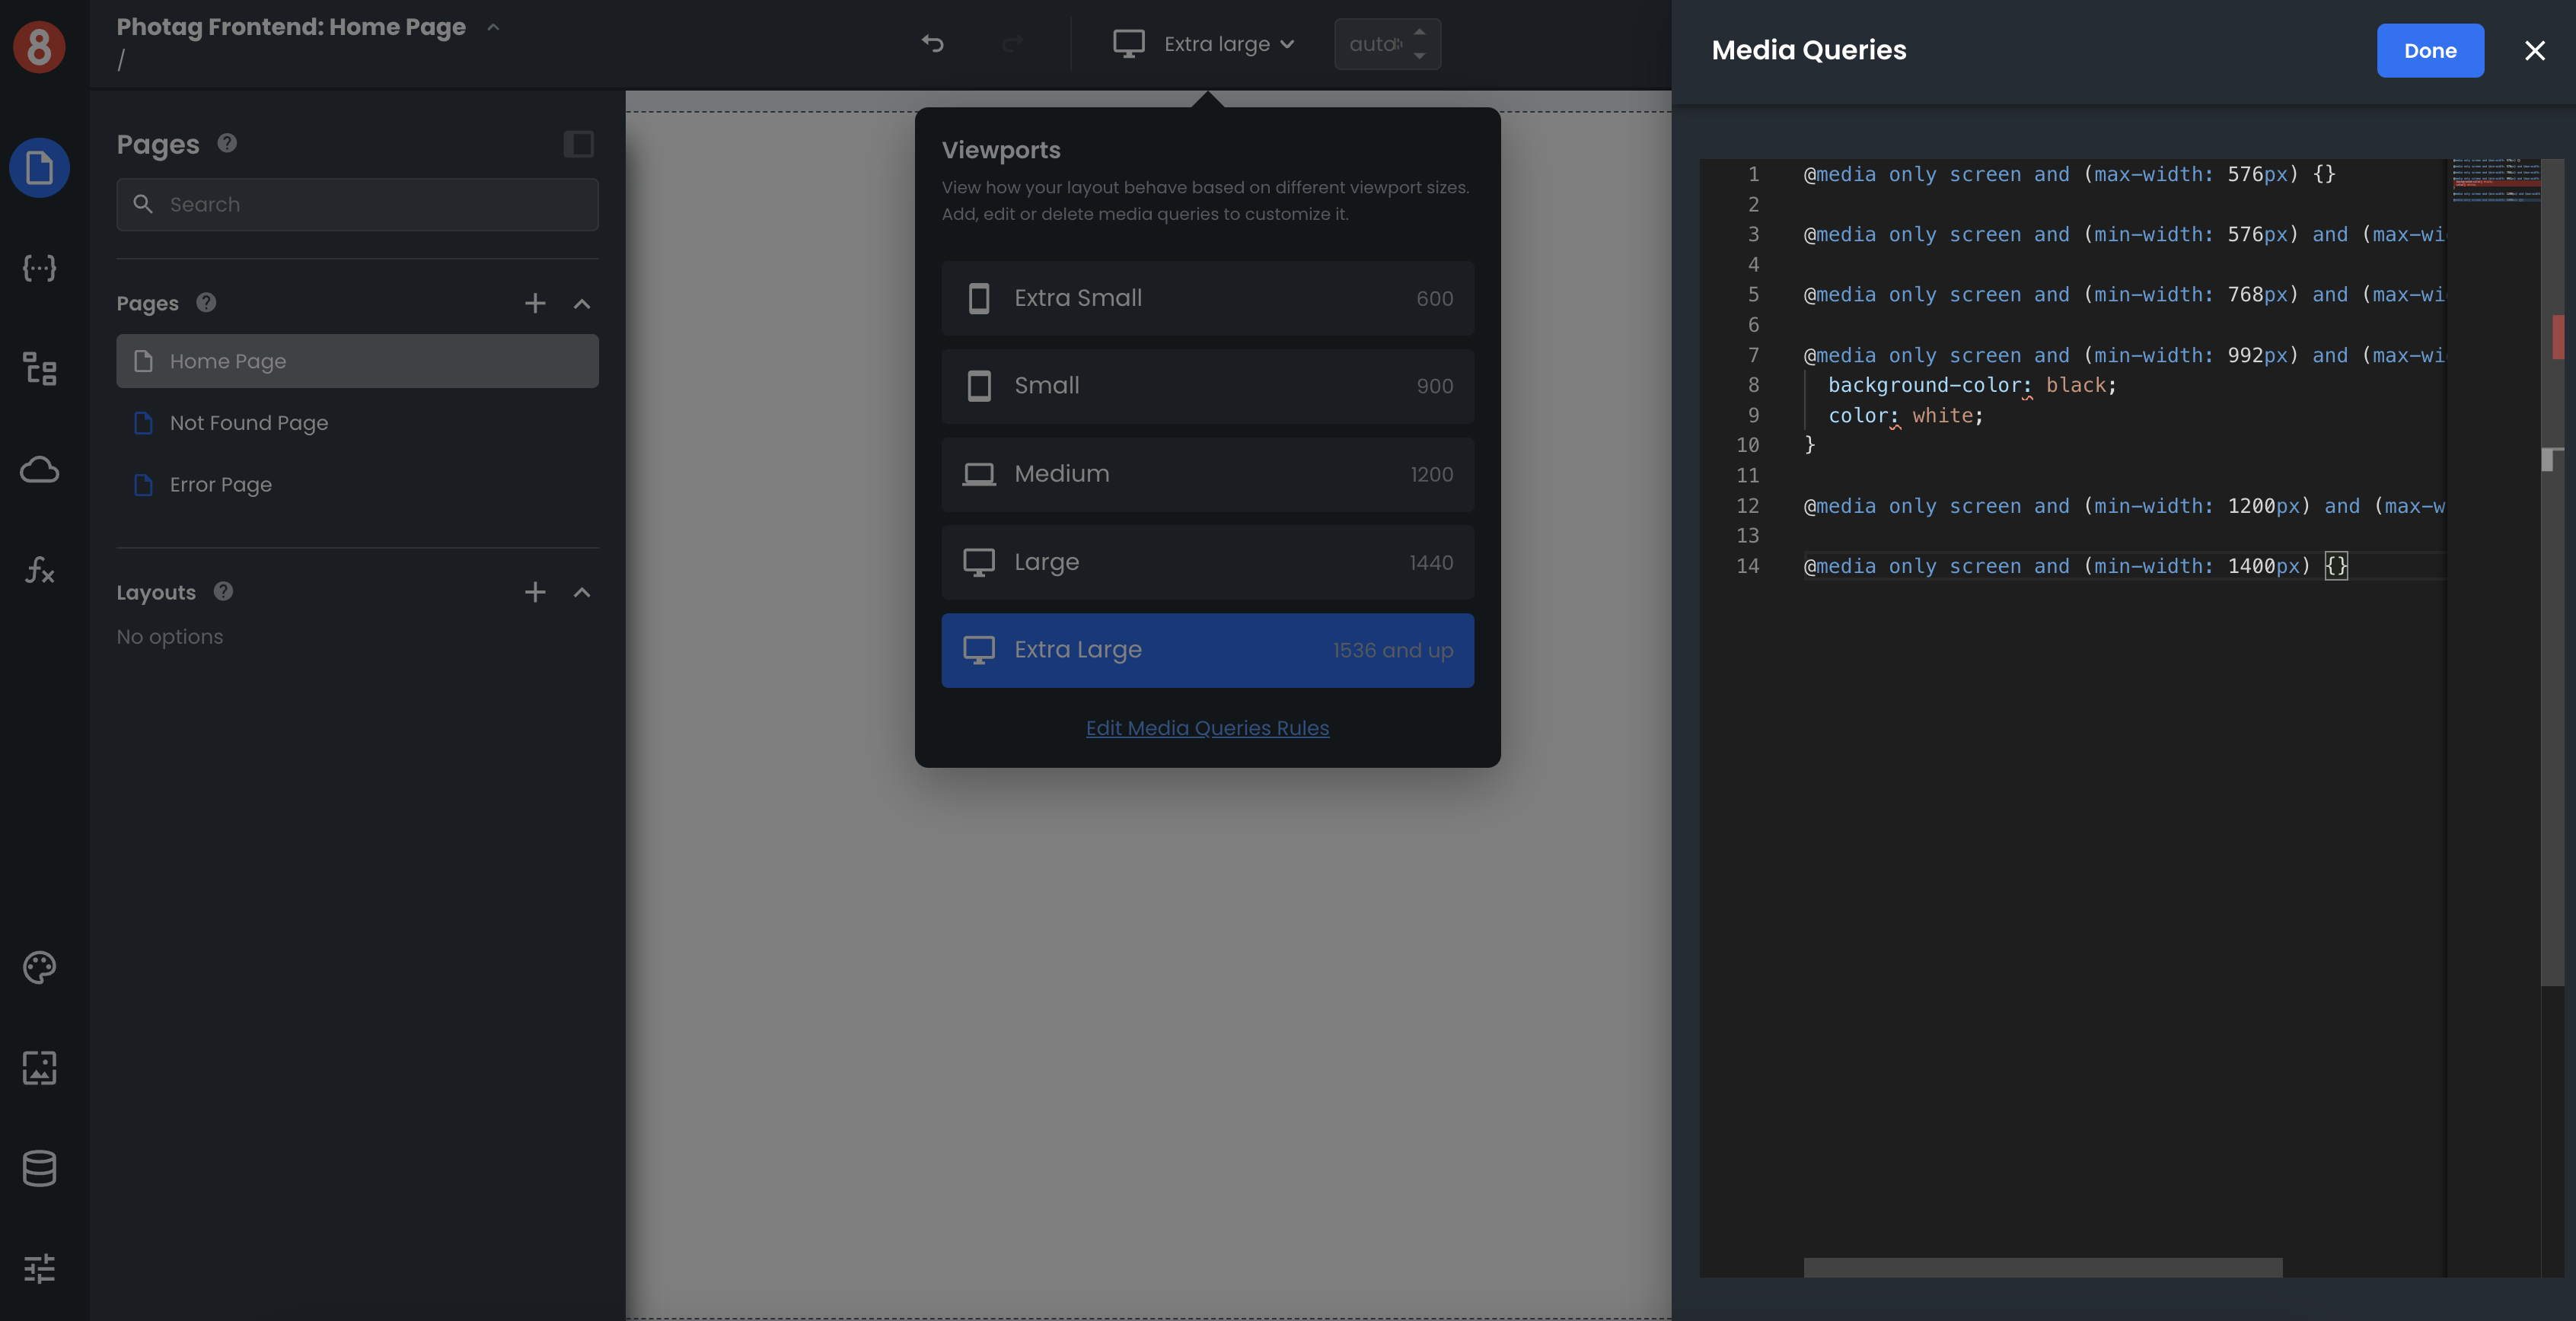 8
Photag Frontend: Home Page
/
Extra large
auto
Pages
Search
Pages
Home Page
Not Found Page
Error Page
Layouts
No options
Viewports
View how your layout behave based on different viewport sizes.
Add, edit or delete media queries to customize it.
Extra Small 600
Small 900
Medium 1200
Large 1440
Extra Large 1536 and up
Edit Media Queries Rules
Media Queries
Done
1 @media only screen and (max-width: 576px) {}
2
3 @media only screen and (min-width: 576px) and (max-wi
4
5 @media only screen and (min-width: 768px) and (max-wi
6
7 @media only screen and (min-width: 992px) and (max-wi
8 background-color: black;
9 color: white;
10 }
11
12 @media only screen and (min-width: 1200px) and (max-w
13
14 @media only screen and (min-width: 1400px) {}